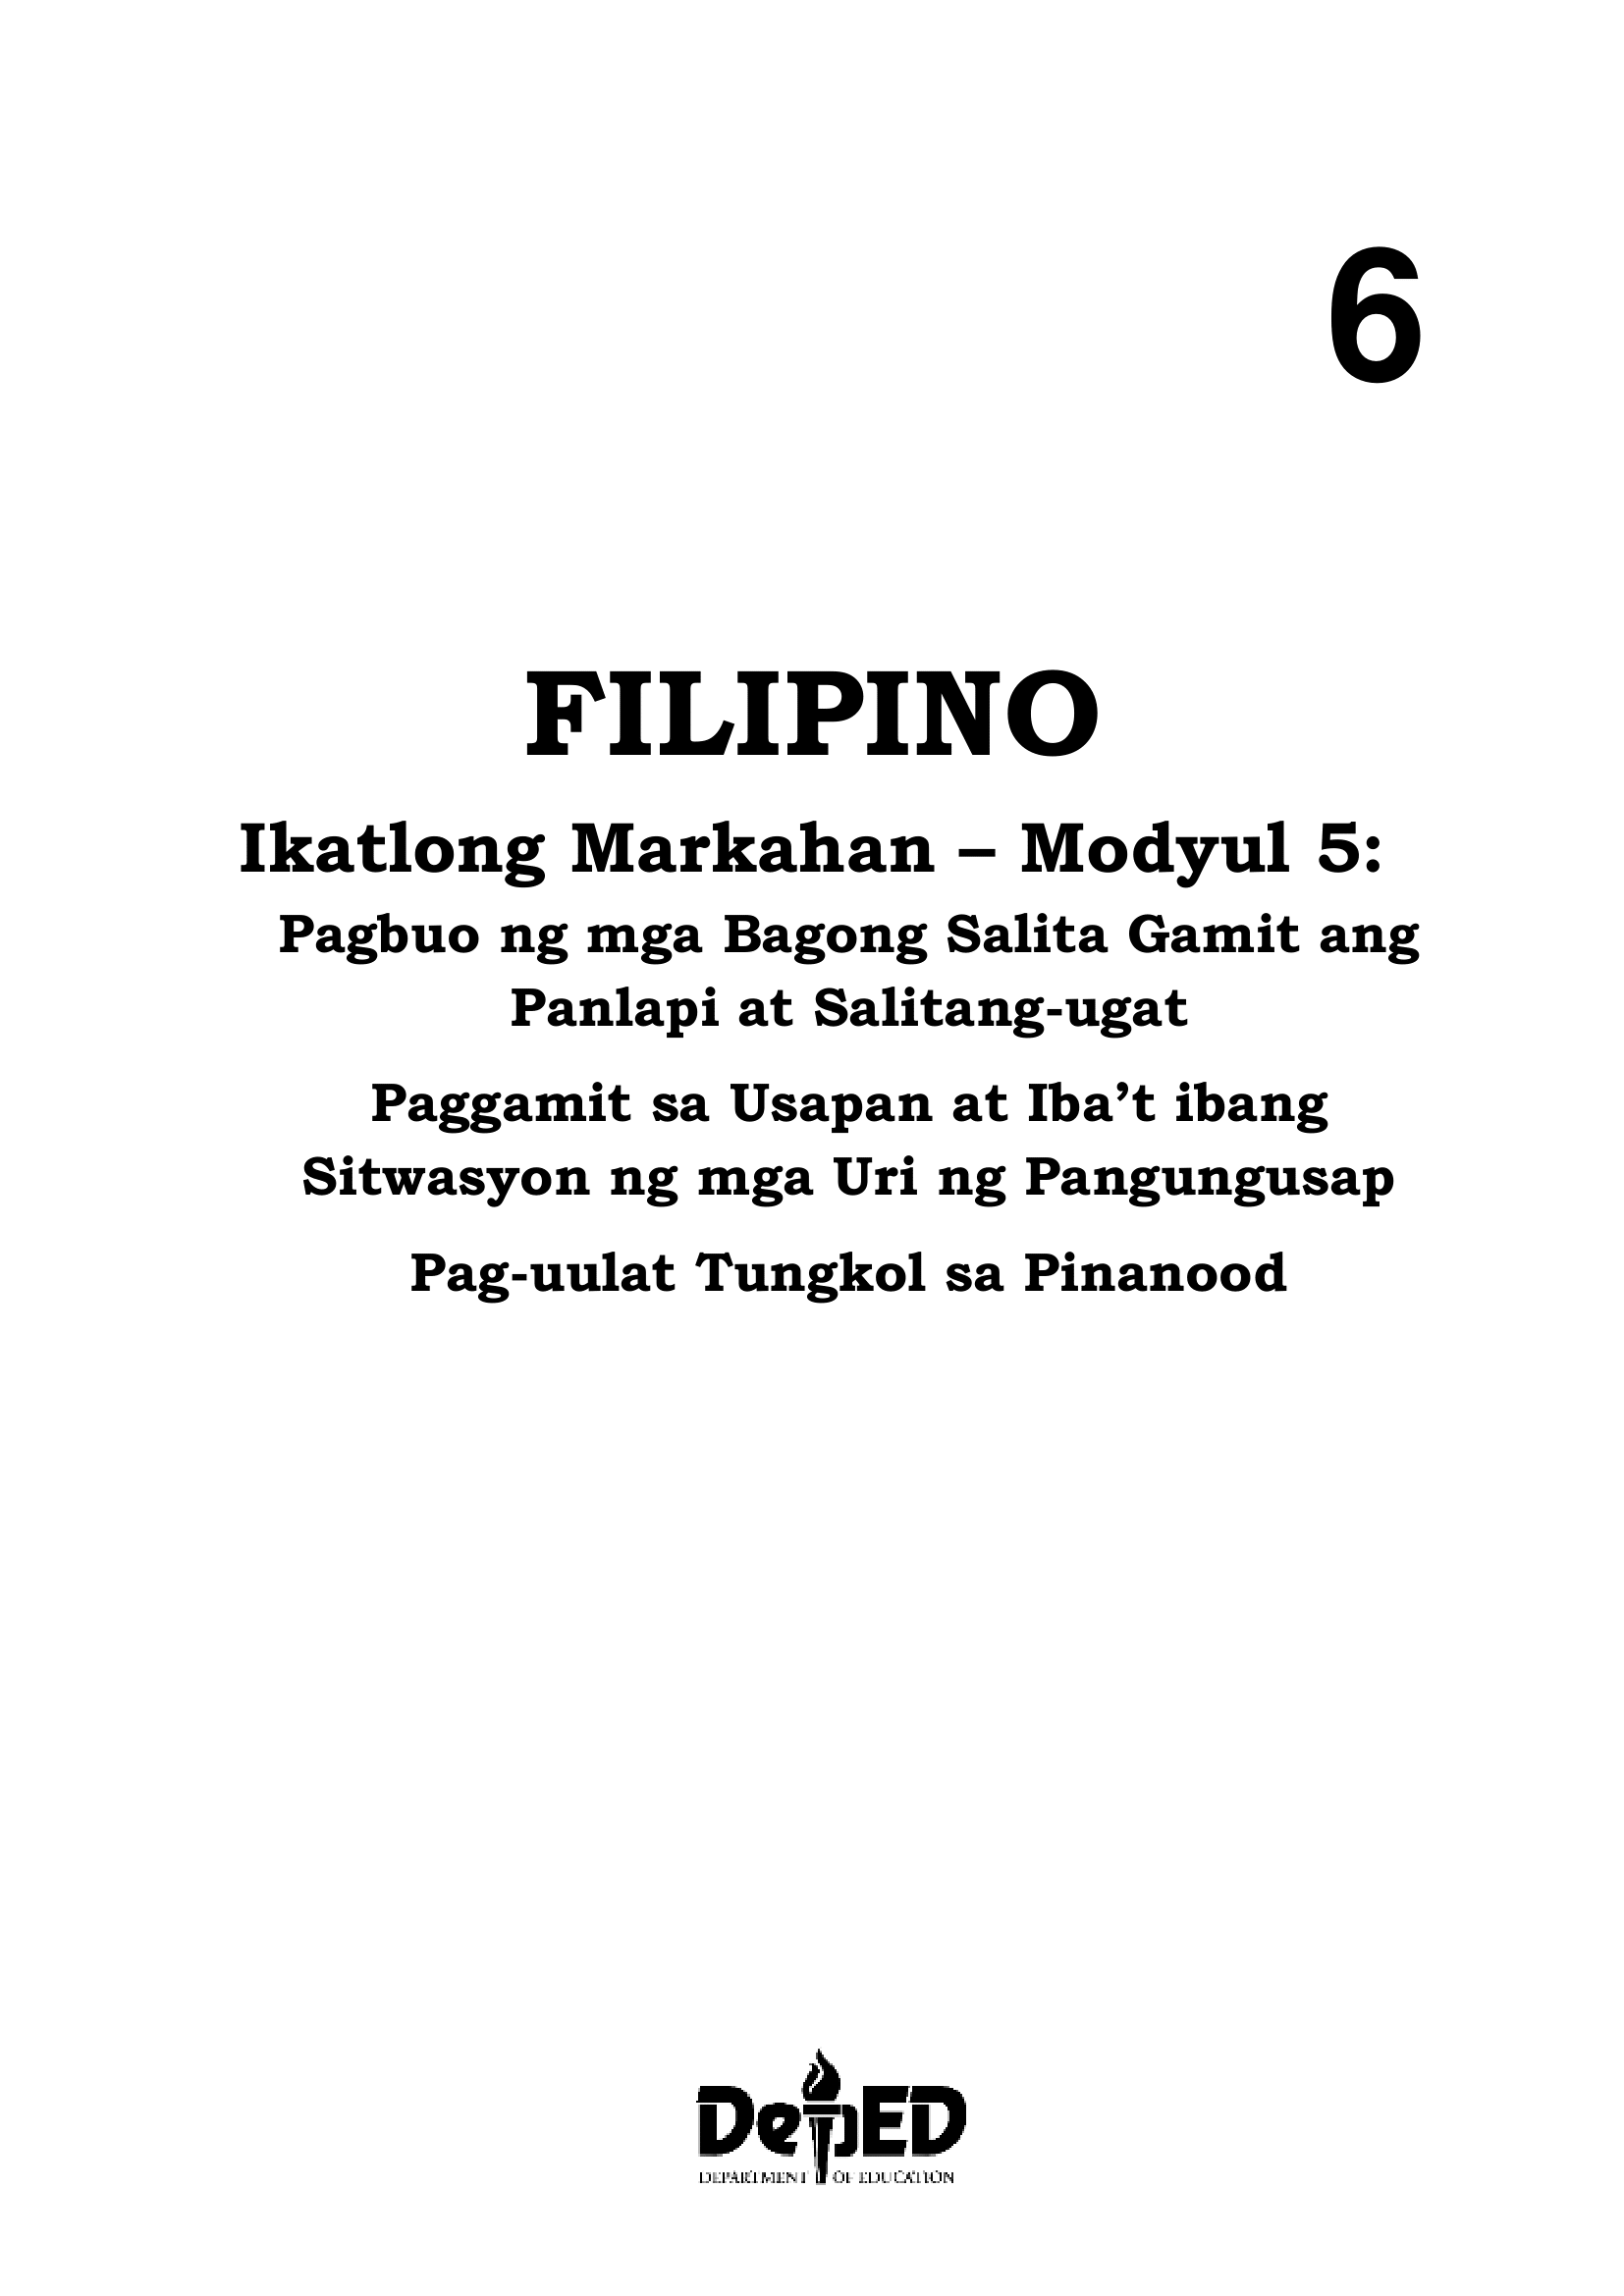 6
FILIPINO
Ikatlong Markahan – Modyul 5:
Pagbuo ng mga Bagong Salita Gamit ang
Panlapi at Salitang-ugat
Paggamit sa Usapan at Iba’t ibang
Sitwasyon ng mga Uri ng Pangungusap
Pag-uulat Tungkol sa Pinanood
DepED
DEPARTMENT OF EDUCATION